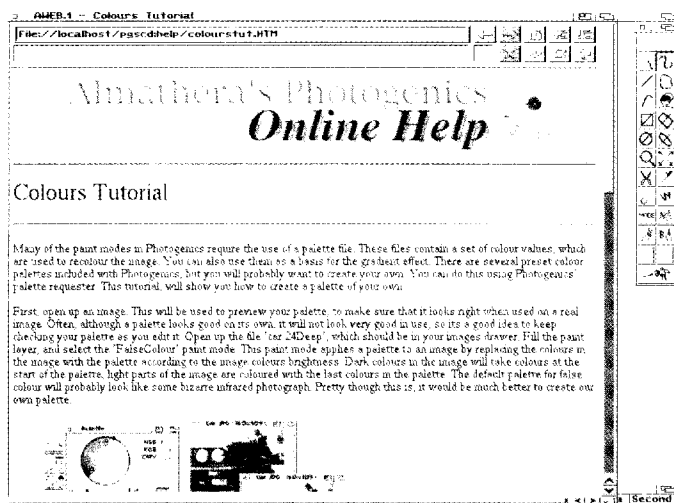 AWEB.1 - Colours Tutorial
File://localhost/pgscd:help/colourstut.HTM
Almathera's Photogenics
Online Help
Colours Tutorial
Many of the paint modes in Photogenics require the use of a palette file. These files contain a set of colour values, which
are used to recolour the image. You can also use them as a basis for the gradient effect. There are several preset colour
palettes included with Photogenics, but you will probably want to create your own. You can do this using Photogenics'
palette requester. This tutorial, will show you how to create a palette of your own.
First, open up an image. This will be used to preview your palette, to make sure that it looks right when used on a real
image. Often, although a palette looks good on its own, it will not look very good in use, so its a good idea to keep
checking your palette as you edit it. Open up the file 'car.24Deep', which should be in your images drawer. Fill the paint
layer, and select the 'FalseColour' paint mode. This paint mode applies a palette to an image by replacing the colours in
the image with the palette according to the image colours brightness. Dark colours in the image will take colours at the
start of the palette, light parts of the image are coloured with the last colours in the palette. The default palette for false
colour will probably look like some bizarre infrared photograph. Pretty though this is, it would be much better to create our
own palette.
Second